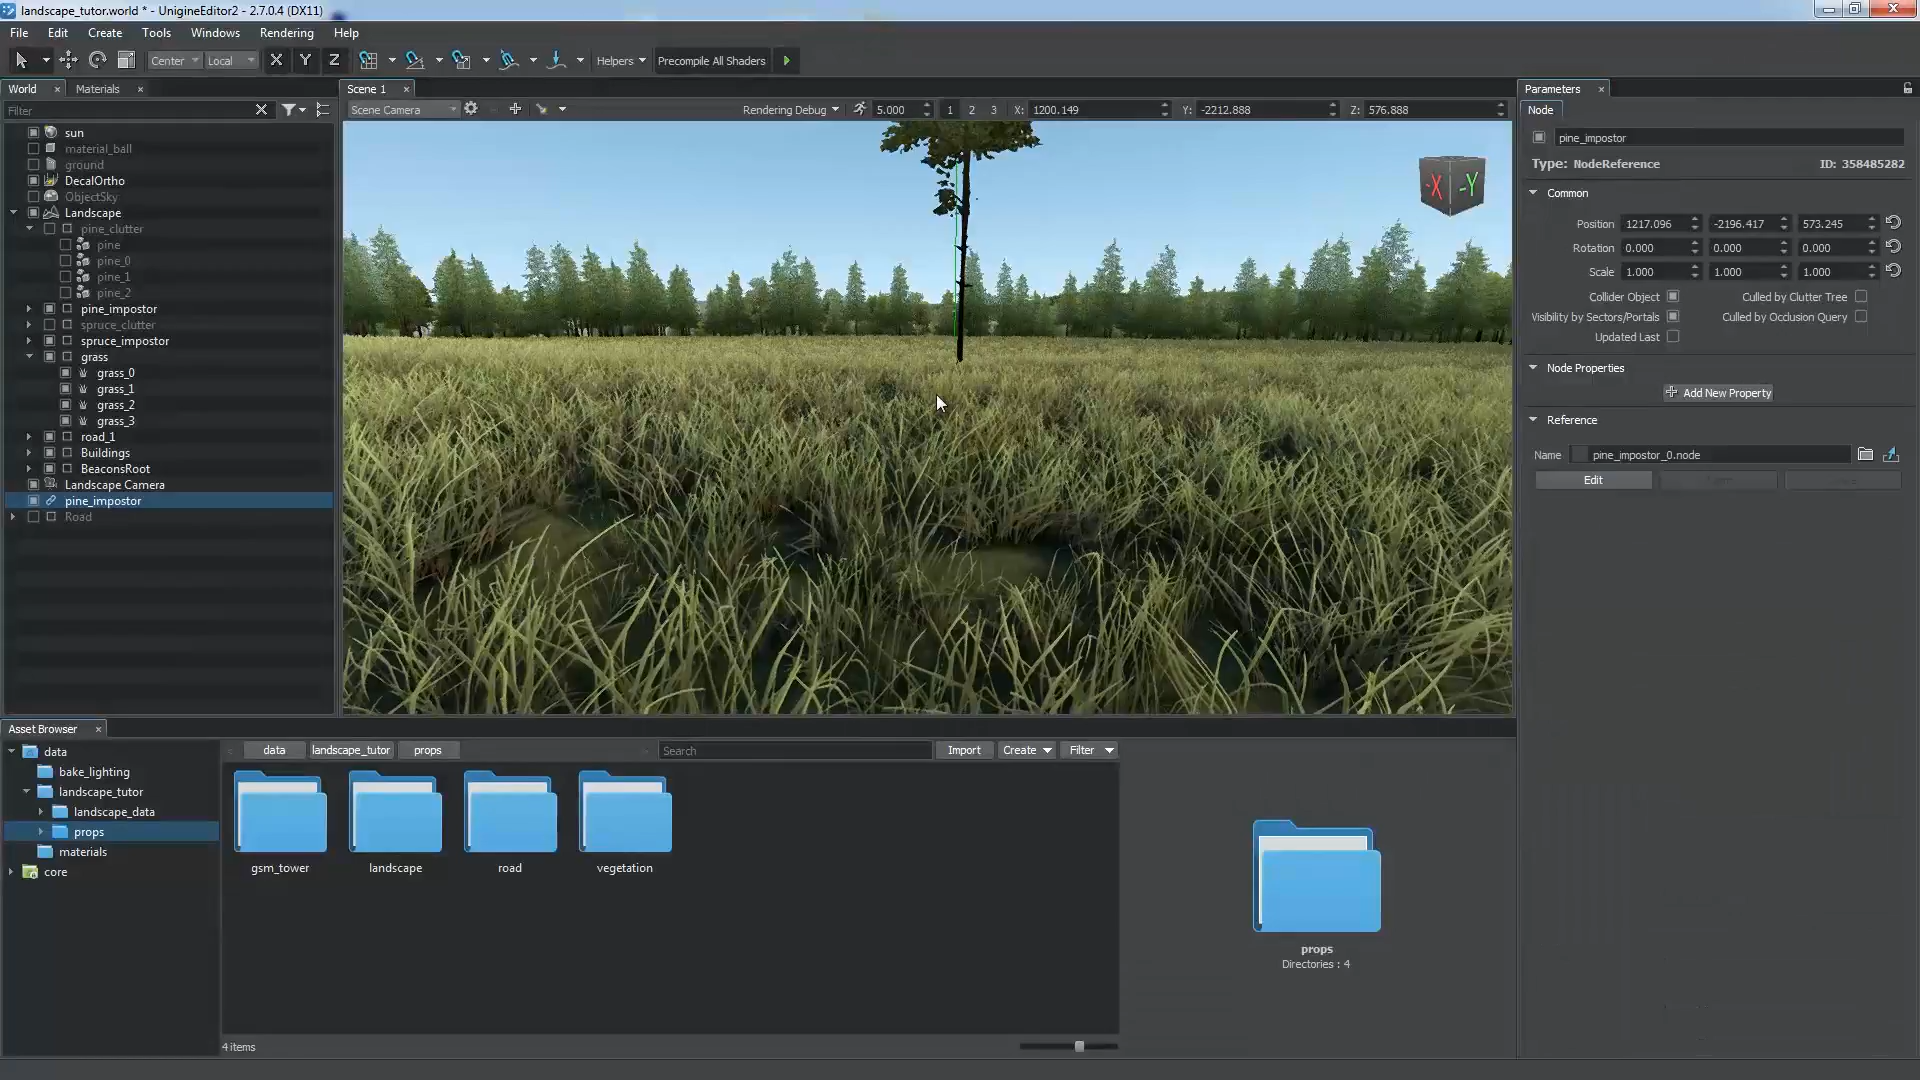 landscape_tutor.world * - UnigineEditor2 - 2.7.0.4 (DX11)
File Edit Create Tools Windows Rendering Help
Center Local X Y Z Helpers Precompile All Shaders
World Materials
Filter
sun
material_ball
ground
DecalOrtho
ObjectSky
Landscape
pine_clutter
pine
pine_0
pine_1
pine_2
pine_impostor
spruce_clutter
spruce_impostor
grass
grass_0
grass_1
grass_2
grass_3
road_1
Buildings
BeaconsRoot
Landscape Camera
pine_impostor
Road
Scene 1
Scene Camera Rendering Debug 5.000 1 2 3 X: 1200.149 Y: -2212.888 Z: 576.888
-X -Y
Parameters
Node
pine_impostor
Type: NodeReference ID: 358485282
Common
Position 1217.096 -2196.417 573.245
Rotation 0.000 0.000 0.000
Scale 1.000 1.000 1.000
Collider Object Culled by Clutter Tree
Visibility by Sectors/Portals Culled by Occlusion Query
Updated Last
Node Properties
Add New Property
Reference
Name pine_impostor_0.node
Edit
Asset Browser
data
bake_lighting
landscape_tutor
landscape_data
props
materials
core
data landscape_tutor props Search Import Create Filter
gsm_tower landscape road vegetation
4 items
props
Directories : 4